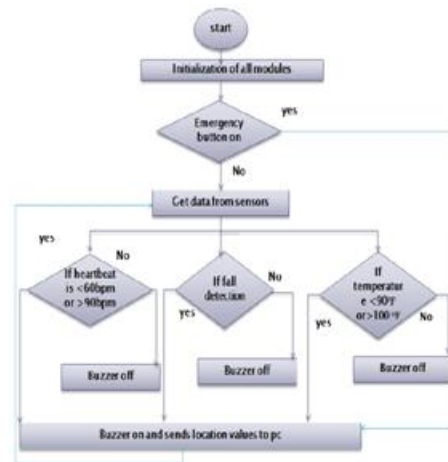 start
Initialization of all modules
yes
Emergency
button on
No
Get data from sensors
yes
No
If heartbeat
is <60bpm
or >90bpm
If fall
detection
No
yes
If
temperatur
e <90°F
or >100 °F
yes
No
Buzzer off
Buzzer off
Buzzer off
Buzzer on and sends location values to pc